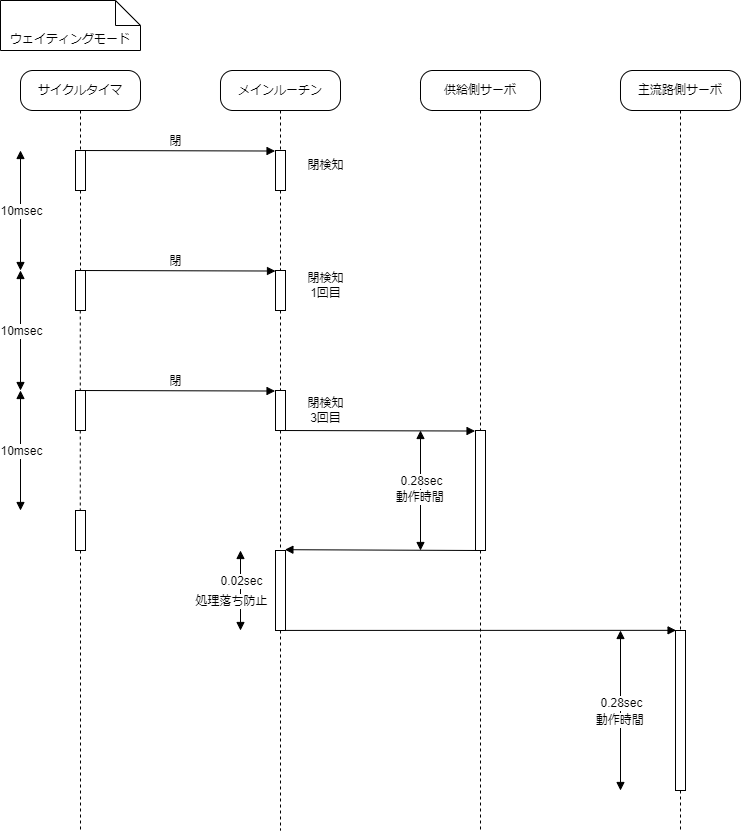 ウェイティングモード
サイクルタイマ
メインルーチン
供給側サーボ
主流路側サーボ
閉
閉検知
10msec
閉
閉検知
1回目
10msec
閉
閉検知
3回目
10msec
0.28sec
動作時間
0.02sec
処理落ち防止
0.28sec
動作時間